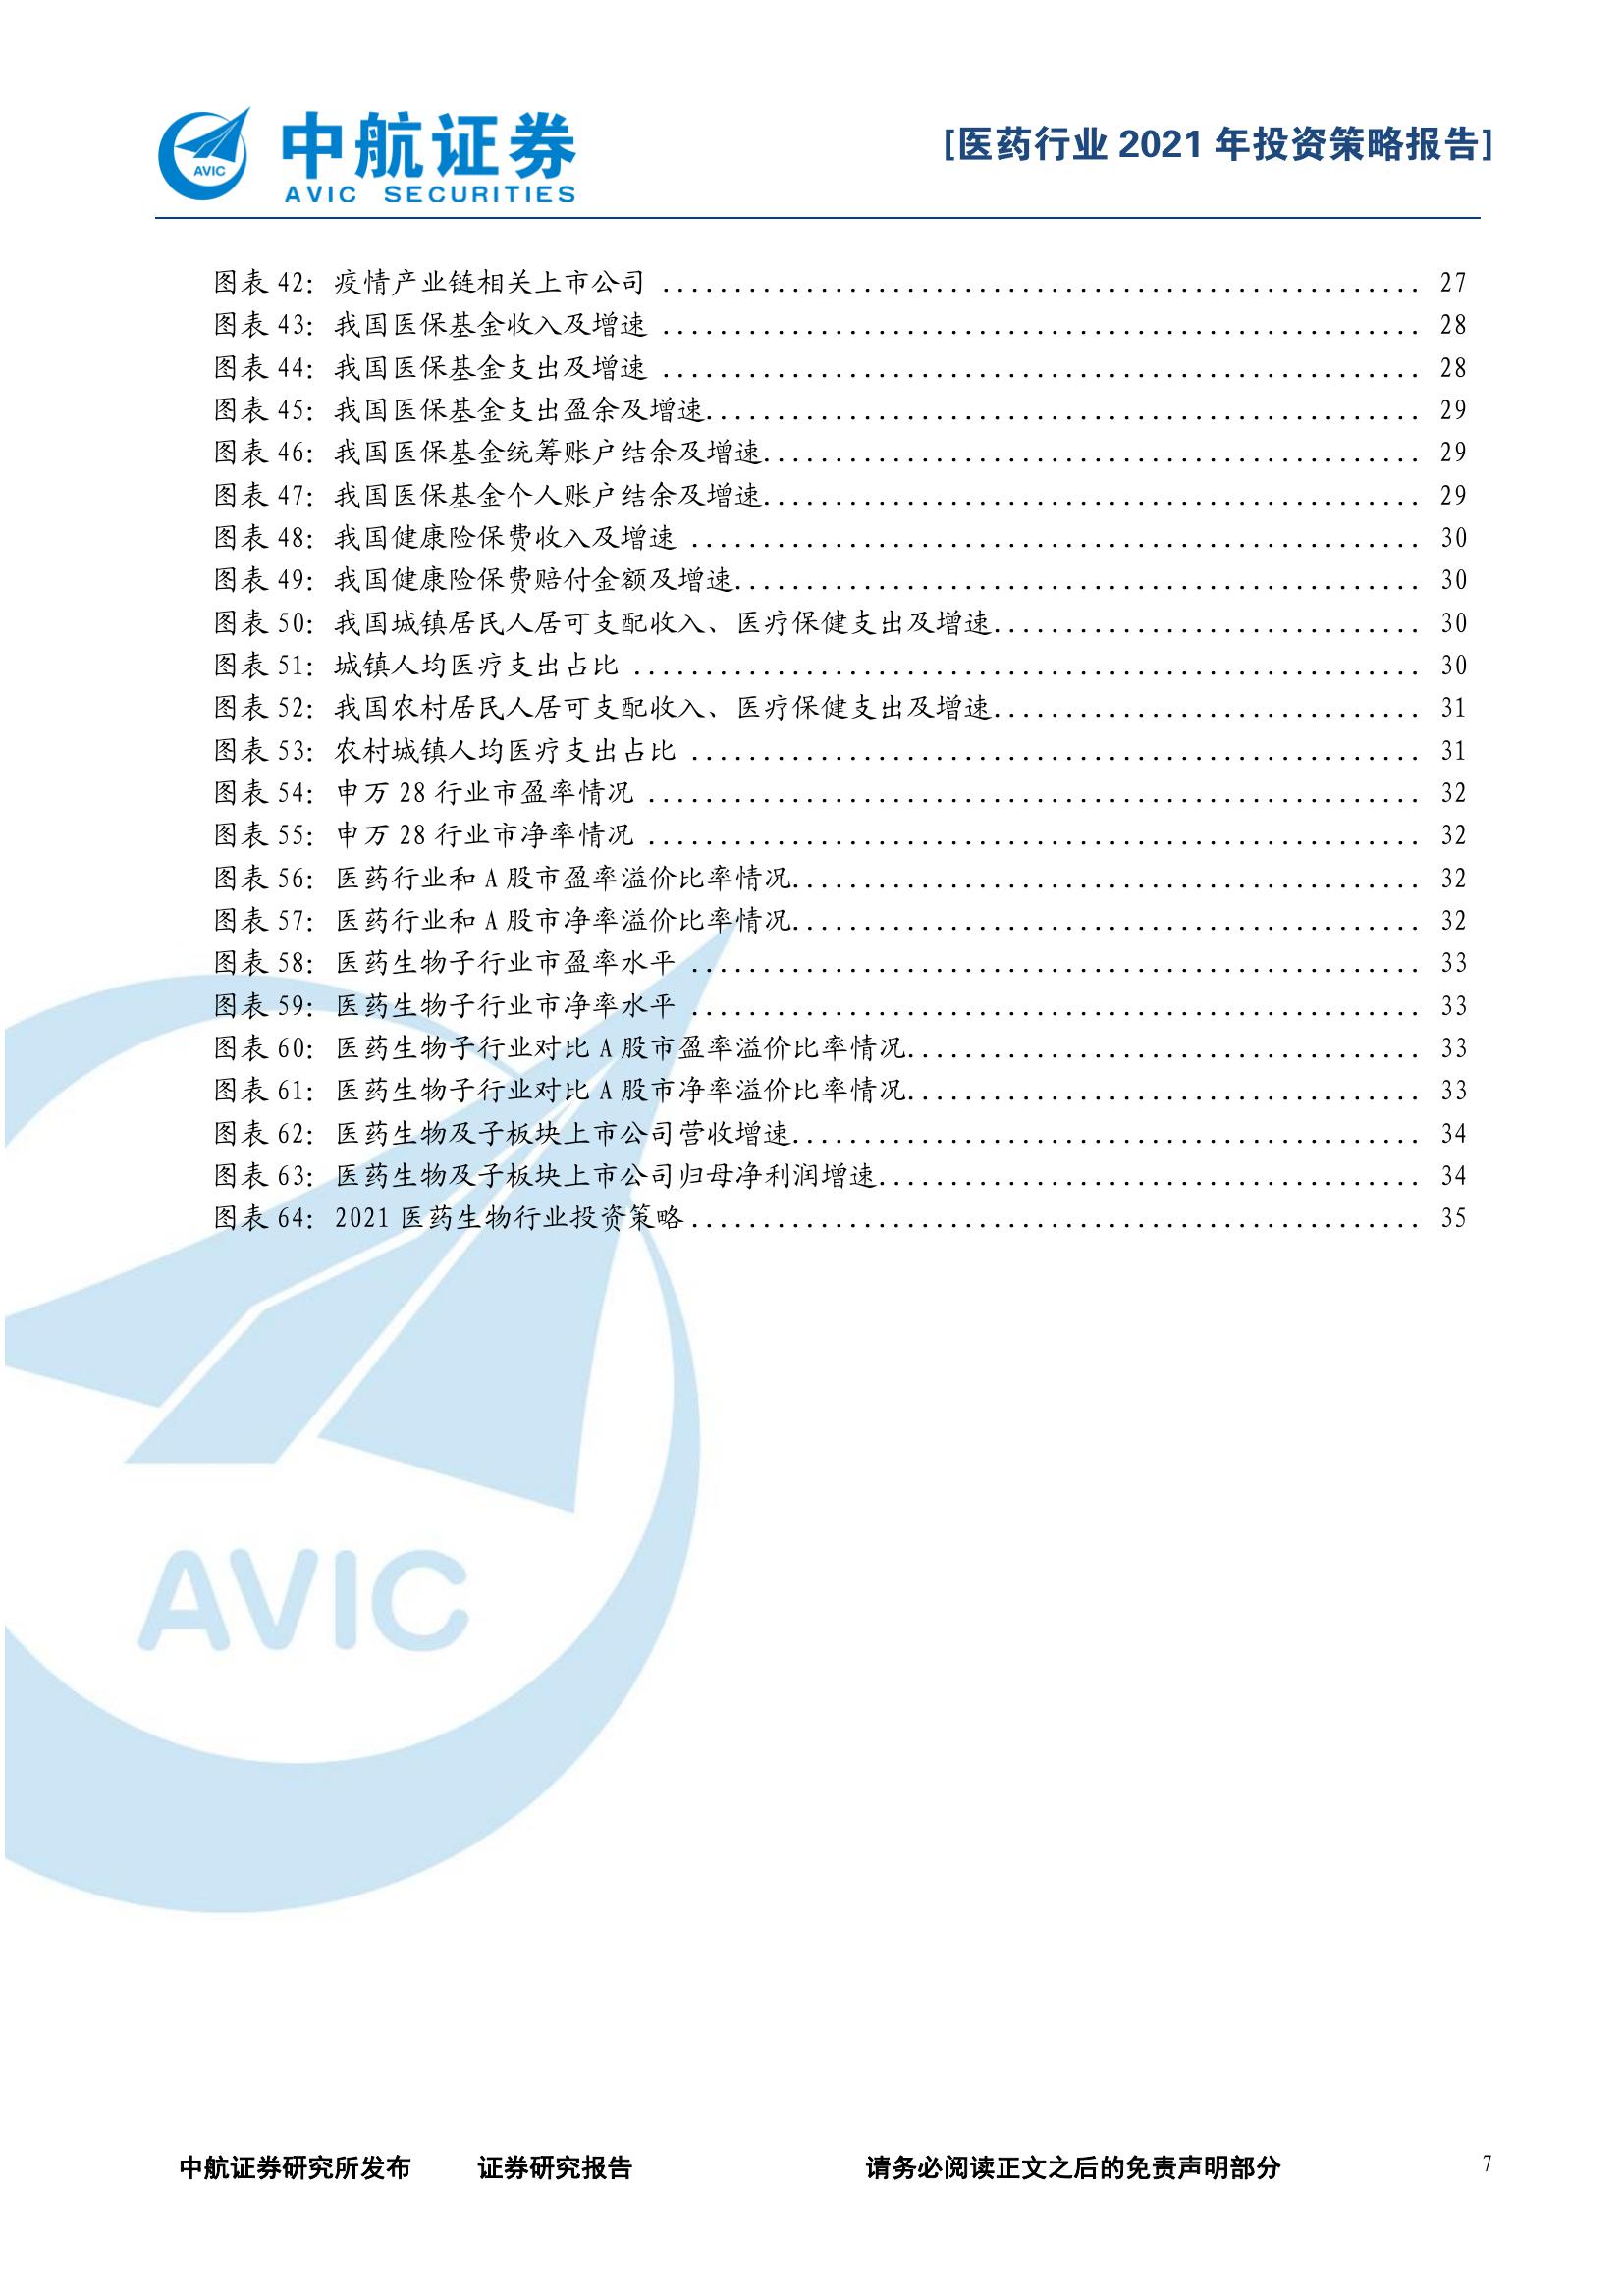 中航证券
AVIC SECURITIES
AVIC
[医药行业 2021 年投资策略报告]
图表 42：疫情产业链相关上市公司 ..................................................... 27
图表 43：我国医保基金收入及增速 ..................................................... 28
图表 44：我国医保基金支出及增速 ..................................................... 28
图表 45：我国医保基金支出盈余及增速.................................................. 29
图表 46：我国医保基金统筹账户结余及增速.............................................. 29
图表 47：我国医保基金个人账户结余及增速.............................................. 29
图表 48：我国健康险保费收入及增速 ................................................... 30
图表 49：我国健康险保费赔付金额及增速................................................ 30
图表 50：我国城镇居民人居可支配收入、医疗保健支出及增速.............................. 30
图表 51：城镇人均医疗支出占比 ....................................................... 30
图表 52：我国农村居民人居可支配收入、医疗保健支出及增速.............................. 31
图表 53：农村城镇人均医疗支出占比 ................................................... 31
图表 54：申万 28 行业市盈率情况 ...................................................... 32
图表 55：申万 28 行业市净率情况 ...................................................... 32
图表 56：医药行业和 A 股市盈率溢价比率情况............................................ 32
图表 57：医药行业和 A 股市净率溢价比率情况............................................ 32
图表 58：医药生物子行业市盈率水平 ................................................... 33
图表 59：医药生物子行业市净率水平 ................................................... 33
图表 60：医药生物子行业对比 A 股市盈率溢价比率情况.................................... 33
图表 61：医药生物子行业对比 A 股市净率溢价比率情况.................................... 33
图表 62：医药生物及子板块上市公司营收增速............................................ 34
图表 63：医药生物及子板块上市公司归母净利润增速...................................... 34
图表 64：2021 医药生物行业投资策略................................................... 35
AVIC
中航证券研究所发布 证券研究报告 请务必阅读正文之后的免责声明部分 7